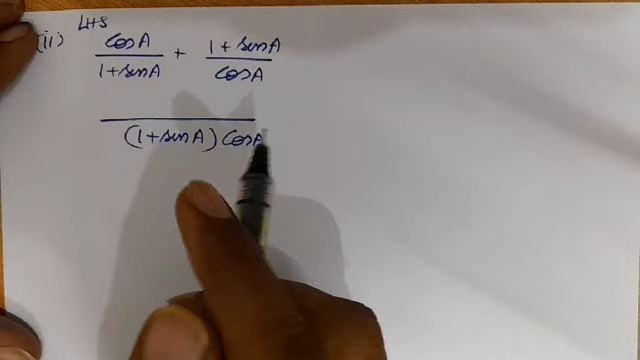 LHS
(ii) cosA/(1+sinA) + (1+sinA)/cosA
(1+sinA) cosA